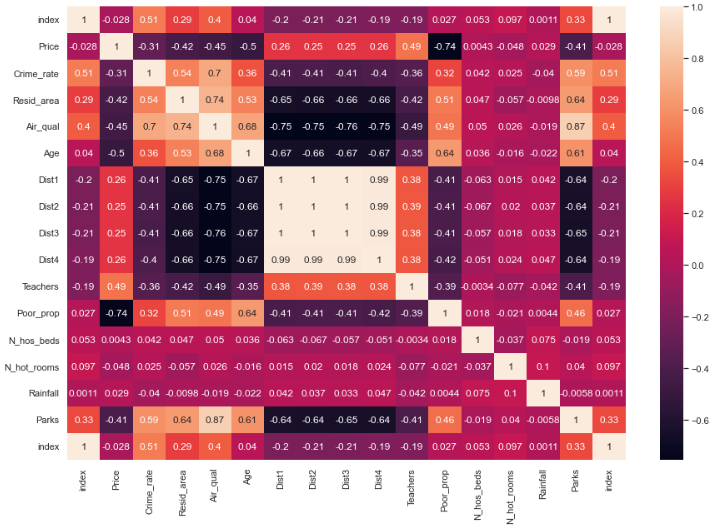 index 1 -0.028 0.51 0.29 0.4 0.04 -0.2 -0.21 -0.21 -0.19 -0.19 0.027 0.053 0.097 0.0011 0.33 1 1.0
Price -0.028 1 -0.31 -0.42 -0.45 -0.5 0.26 0.25 0.25 0.26 0.49 -0.74 0.0043 -0.048 0.029 -0.41 -0.028
Crime_rate 0.51 -0.31 1 0.54 0.7 0.36 -0.41 -0.41 -0.41 -0.4 -0.36 0.32 0.042 0.025 -0.04 0.59 0.51 0.8
Resid_area 0.29 -0.42 0.54 1 0.74 0.53 -0.65 -0.66 -0.66 -0.66 -0.42 0.51 0.047 -0.057 -0.0098 0.64 0.29
Air_qual 0.4 -0.45 0.7 0.74 1 0.68 -0.75 -0.75 -0.76 -0.75 -0.49 0.49 0.05 0.026 -0.019 0.87 0.4 0.6
Age 0.04 -0.5 0.36 0.53 0.68 1 -0.67 -0.66 -0.67 -0.67 -0.35 0.64 0.036 -0.016 -0.022 0.61 0.04
Dist1 -0.2 0.26 -0.41 -0.65 -0.75 -0.67 1 1 1 0.99 0.38 -0.41 -0.063 0.015 0.042 -0.64 -0.2 0.4
Dist2 -0.21 0.25 -0.41 -0.66 -0.75 -0.66 1 1 1 0.99 0.39 -0.41 -0.067 0.02 0.037 -0.64 -0.21 0.2
Dist3 -0.21 0.25 -0.41 -0.66 -0.76 -0.67 1 1 1 0.99 0.38 -0.41 -0.057 0.018 0.033 -0.65 -0.21
Dist4 -0.19 0.26 -0.4 -0.66 -0.75 -0.67 0.99 0.99 0.99 1 0.38 -0.42 -0.051 0.024 0.047 -0.64 -0.19 0.0
Teachers -0.19 0.49 -0.36 -0.42 -0.49 -0.35 0.38 0.39 0.38 0.38 1 -0.39 -0.0034 -0.077 -0.042 -0.41 -0.19
Poor_prop 0.027 -0.74 0.32 0.51 0.49 0.64 -0.41 -0.41 -0.41 -0.42 -0.39 1 0.018 -0.021 0.0044 0.46 0.027 -0.2
N_hos_beds 0.053 0.0043 0.042 0.047 0.05 0.036 -0.063 -0.067 -0.057 -0.051 -0.0034 0.018 1 -0.037 0.075 -0.019 0.053
N_hot_rooms 0.097 -0.048 0.025 -0.057 0.026 -0.016 0.015 0.02 0.018 0.024 -0.077 -0.021 -0.037 1 0.1 0.04 0.097 -0.4
Rainfall 0.0011 0.029 -0.04 -0.0098 -0.019 -0.022 0.042 0.037 0.033 0.047 -0.042 0.0044 0.075 0.1 1 -0.0058 0.0011
Parks 0.33 -0.41 0.59 0.64 0.87 0.61 -0.64 -0.64 -0.65 -0.64 -0.41 0.46 -0.019 0.04 -0.0058 1 0.33 -0.6
index 1 -0.028 0.51 0.29 0.4 0.04 -0.2 -0.21 -0.21 -0.19 -0.19 0.027 0.053 0.097 0.0011 0.33 1
index Price Crime_rate Resid_area Air_qual Age Dist1 Dist2 Dist3 Dist4 Teachers Poor_prop N_hos_beds N_hot_rooms Rainfall Parks index